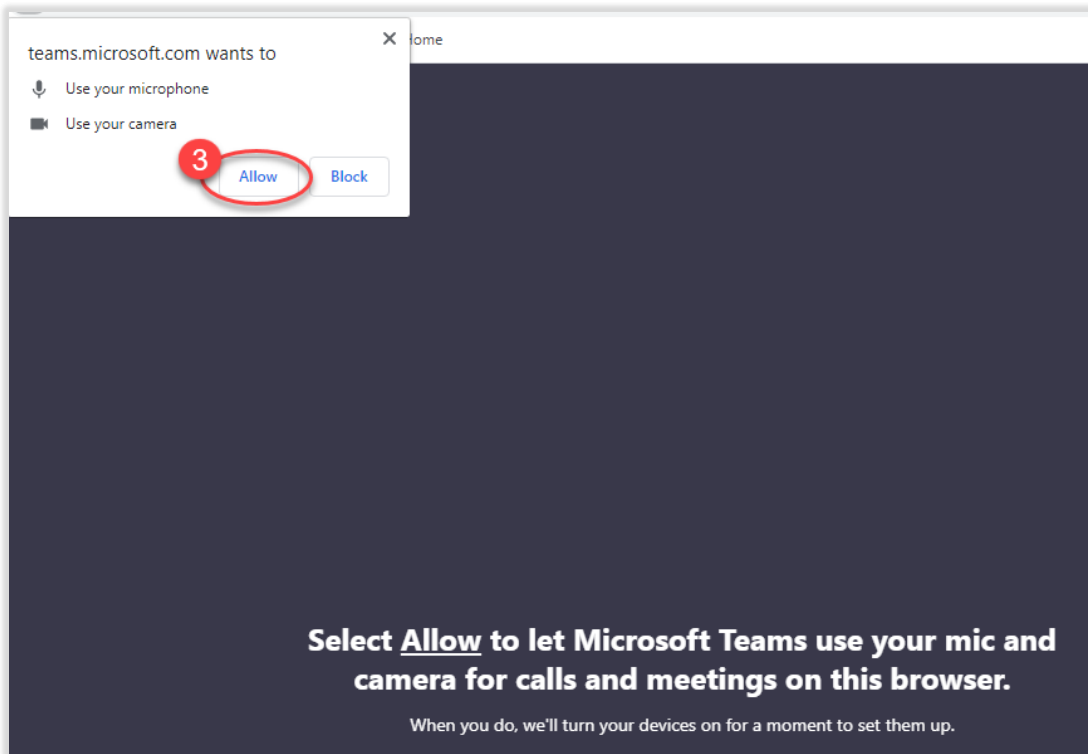 teams.microsoft.com wants to
Home
Use your microphone
Use your camera
3
Allow
Block
Select Allow to let Microsoft Teams use your mic and
camera for calls and meetings on this browser.
When you do, we'll turn your devices on for a moment to set them up.